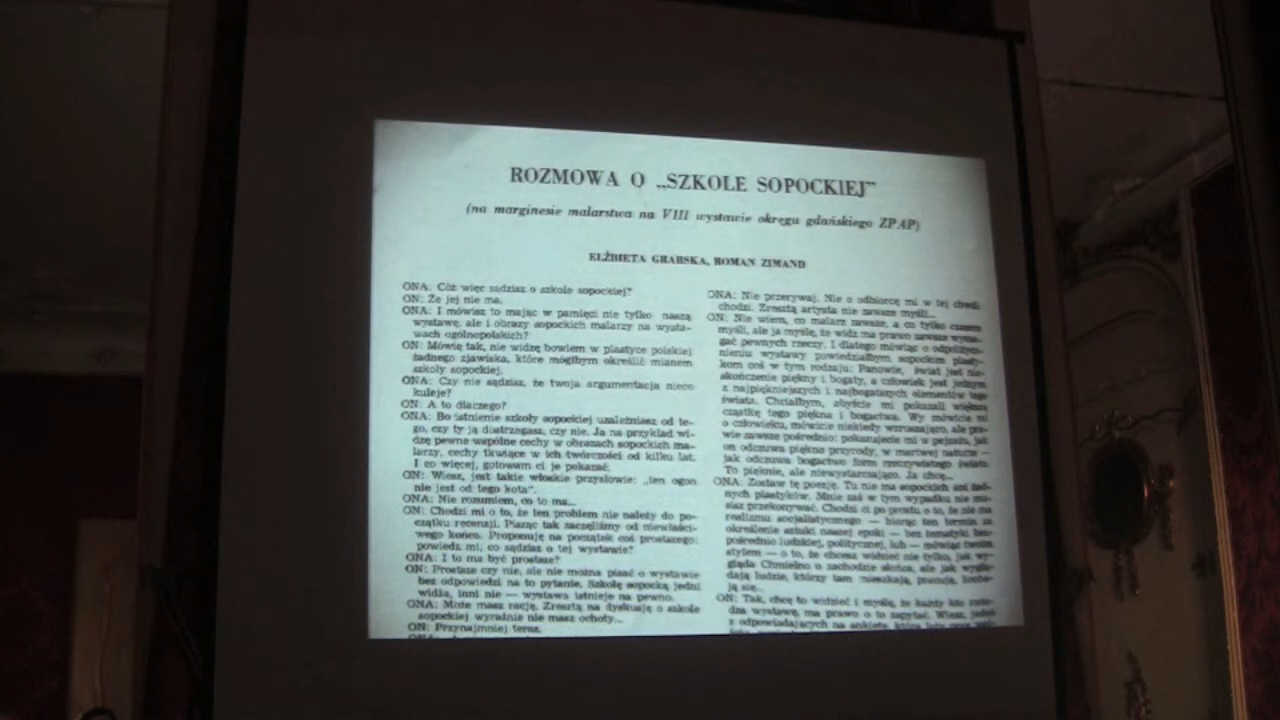 ROZMOWA O „SZKOLE SOPOCKIEJ"
(na marginesie malarstwa na VIII wystawie okręgu gdańskiego ZPAP)
ELŻBIETA GRABSKA, ROMAN ZIMAND
ONA: Cóż więc sądzisz o szkole sopockiej?
ON: Że jej nie ma.
ONA: I mówisz to mając w pamięci nie tylko naszą
wystawę, ale i obrazy sopockich malarzy na wysta-
wach ogólnopolskich?
ON: Mówię tak, nie widzę bowiem w plastyce polskiej
żadnego zjawiska, które mógłbym określić mianem
szkoły sopockiej.
ONA: Czy nie sądzisz, że twoja argumentacja nieco
kuleje?
ON: A to dlaczego?
ONA: Bo istnienie szkoły sopockiej uzależniasz od te-
go, czy ty ją dostrzegasz, czy nie. Ja na przykład wi-
dzę pewne wspólne cechy w obrazach sopockich ma-
larzy, cechy tkwiące w ich twórczości od kilku lat.
I co więcej, gotowam ci je pokazać.
ON: Wiesz, jest takie włoskie przysłowie: „ten ogon
nie jest od tego kota".
ONA: Nie rozumiem, co to ma...
ON: Chodzi mi o to, że ten problem nie należy do po-
czątku recenzji. Pisząc tak zaczęliśmy od niewłaści-
wego końca. Proponuję na początek coś prostszego:
powiedz mi, co sądzisz o tej wystawie?
ONA: I to ma być prostsze?
ON: Prostsze czy nie, ale nie można pisać o wystawie
bez odpowiedzi na to pytanie. Szkołę sopocką jedni
widzą, inni nie — wystawa istnieje na pewno.
ONA: Może masz rację. Zresztą na dyskusję o szkole
sopockiej wyraźnie nie masz ochoty...
ON: Przynajmniej teraz.
ONA: Nie przerywaj. Nie o odbiorcę mi w tej chwili
chodzi. Zresztą artysta nie zawsze myśli...
ON: Nie wiem, co malarz zawsze, a co tylko czasem
myśli, ale ja myślę, że widz ma prawo zawsze wyma-
gać pewnych rzeczy. I dlatego mówiąc o
wystawy powiedziałbym sopockim plasty-
kom coś w tym rodzaju: Panowie, świat jest nie-
skończenie piękny i bogaty, a człowiek jest jednym
z najpiękniejszych i najbogatszych elementów tego
świata. Chciałbym, abyście mi pokazali większą
cząstkę tego piękna i bogactwa. Wy mówicie mi
o człowieku, mówicie niekiedy wzruszająco, ale pra-
wie zawsze pośrednio: pokazujecie mi w pejzażu, jak
on odczuwa piękno przyrody, w martwej naturze —
jak odczuwa bogactwo form rzeczywistego świata.
To pięknie, ale niewystarczająco. Ja chcę...
ONA: Zostaw tę poezję. Tu nie ma sopockich ani żad-
nych plastyków. Mnie zaś w tym wypadku nie mu-
sisz przekonywać. Chodzi ci po prostu o to, że nie ma
realizmu socjalistycznego — biorąc ten termin za
określenie sztuki naszej epoki — bez tematyki bez-
pośrednio ludzkiej, politycznej, lub — mówiąc twoim
stylem — o to, że chcesz widzieć nie tylko, jak wy-
gląda Chmielno o zachodzie słońca, ale jak wyglą-
dają ludzie, którzy tam mieszkają, pracują, kocha-
ją się...
ON: Tak, chcę to widzieć i myślę, że każdy kto zwie-
dza wystawę, ma prawo o to zapytać. Wiesz, jeden
z odpowiadających na ankietę,